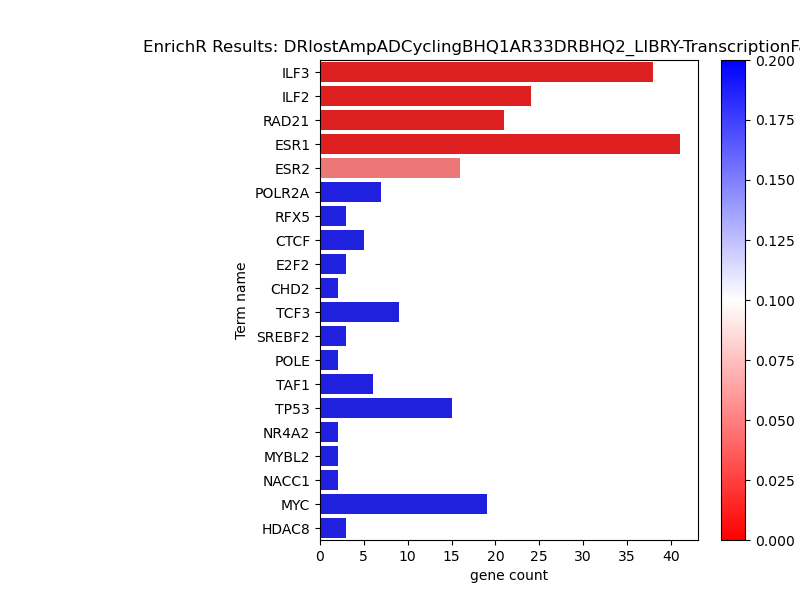 EnrichR Results: DRlostAmpADCyclingBHQ1AR33DRBHQ2_LIBRY-TranscriptionFa
ILF3
ILF2
RAD21
ESR1
ESR2
POLR2A
RFX5
CTCF
E2F2
CHD2
TCF3
SREBF2
POLE
TAF1
TP53
NR4A2
MYBL2
NACC1
MYC
HDAC8
Term name
0 5 10 15 20 25 30 35 40
gene count
0.200
0.175
0.150
0.125
0.100
0.075
0.050
0.025
0.000